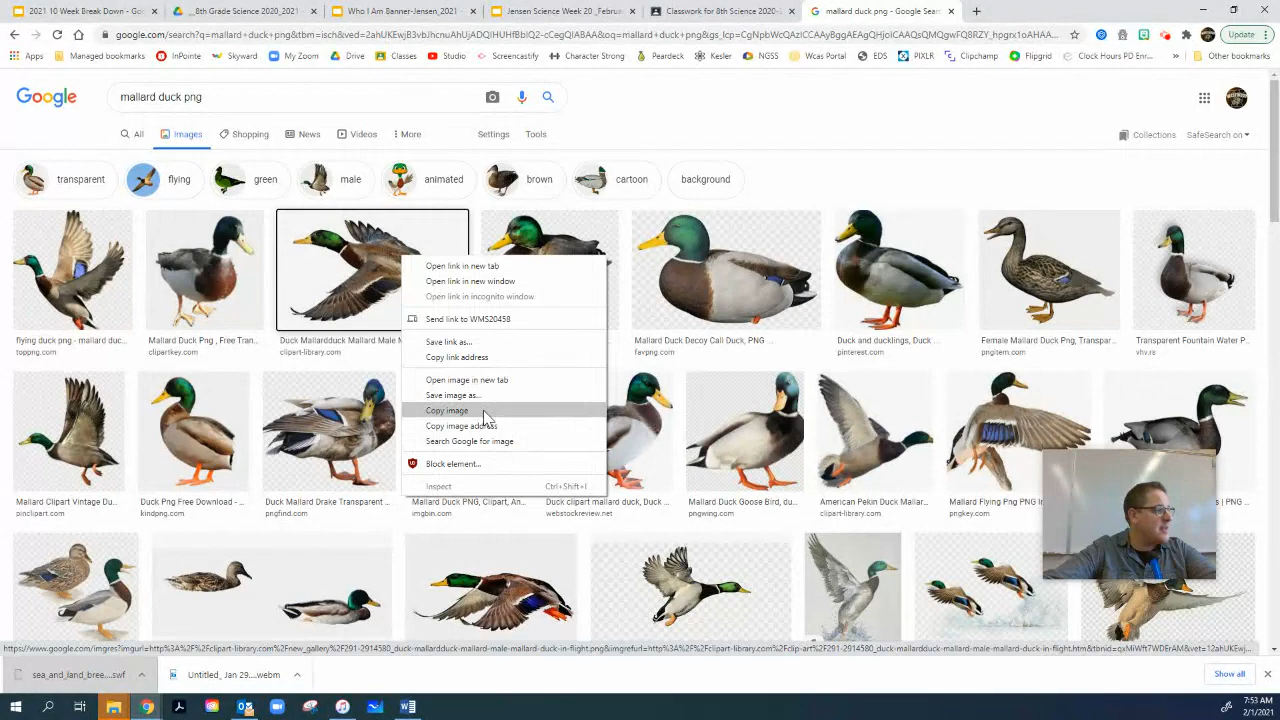 2021 10 Week Break Down - Go
__8th Grade Science 2020_2021
Who I Am Banner-Jensen_2021 -
Jensen Science Week 20 _Februa
Classwork for 8th Science 2020-2
mallard duck png - Google Search
Apps
Managed bookmarks
InPoints
Wcau
Skyward
My Zoom
Drive
Classes
Studio
Screencastify
Character Strong
Peardeck
Kesler
NGSS
Wcas Portal
EDS
PIXLR
Clipchamp
Flipgrid
Clock Hours PD Enr...
»
Other bookmarks
Update
Google
mallard duck png
All
Images
Shopping
News
Videos
More
Settings
Tools
Collections
SafeSearch on
transparent
flying
green
male
animated
brown
cartoon
background
Open link in new tab
Open link in new window
Open link in incognito window
Send link to WMS20458
Save link as...
Copy link address
Open image in new tab
Save image as...
Copy image
Copy image address
Search Google for image
Block element...
Inspect Ctrl+Shift+I
flying duck png - mallard duc...
toppng.com
Mallard Duck Png , Free Tran...
clipartkey.com
Duck Mallardduck Mallard Male M
clipart-library.com
Mallard Duck Decoy Call Duck, PNG ...
favpng.com
Duck and ducklings, Duck ...
pinterest.com
Female Mallard Duck Png, Transpar...
pngitem.com
Transparent Fountain Water P...
vhv.rs
Mallard Clipart Vintage Du...
pinclipart.com
Duck Png Free Download - ...
kindpng.com
Duck Mallard Drake Transparent ...
pngfind.com
Mallard Duck PNG, Clipart, An...
imgbin.com
Duck clipart mallard duck, Duck ...
webstockreview.net
Mallard Duck Goose Bird, du...
pngwing.com
American Pekin Duck Mallar...
clipart-library.com
Mallard Flying Png PNG Im
pngkey.com
sea_and_land_bree....swf
Untitled_ Jan 29....webm
Show all
7:53 AM
2/1/2021